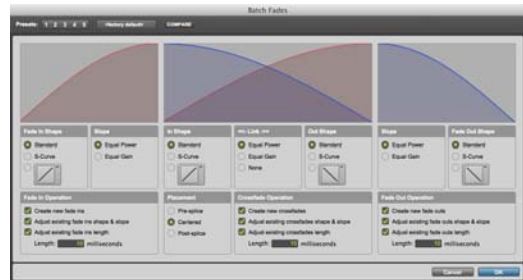 Batch Fades
Presets: 1 2 3 4 5 <factory default> COMPARE
Fade In Shape
Standard
S-Curve
Slope
Equal Power
Equal Gain
In Shape
Standard
S-Curve
Link
Equal Power
Equal Gain
None
Out Shape
Standard
S-Curve
Slope
Equal Power
Equal Gain
Fade Out Shape
Standard
S-Curve
Fade In Operation
Create new fade ins
Adjust existing fade ins shape & slope
Adjust existing fade ins length
Length: 10 milliseconds
Placement
Pre-splice
Centered
Post-splice
Crossfade Operation
Create new crossfades
Adjust existing crossfades shape & slope
Adjust existing crossfades length
Length: 10 milliseconds
Fade Out Operation
Create new fade outs
Adjust existing fade outs shape & slope
Adjust existing fade outs length
Length: 10 milliseconds
Cancel OK